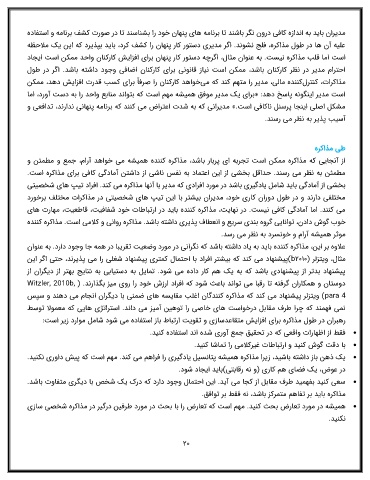 مدیران باید به اندازه کافی درون نگر باشند تا برنامه های پنهان خود را بشناسند تا در صورت کشف برنامه و استفاده
علیه آن ها در طول مذاکره، فلج نشوند. اگر مدیری دستور کار پنهان را کشف کرد، باید بپذیرد که این یک ملاحظه
است اما قلب مذاکره نیست. به عنوان مثال، اگرچه دستور کار پنهان برای افزایش کارکنان واحد ممکن است ایجاد
احترام مدیر در نظر کارکنان باشد، ممکن است نیاز قانونی برای کارکنان اضافی وجود داشته باشد. اگر در طول
مذاکرات، کنترل‌کننده مالی، مدیر را متهم کند که می‌خواهد کارکنان را صرفاً برای کسب قدرت افزایش دهد، ممکن
است مدیر اینگونه پاسخ دهد: «برای یک مدیر موفق همیشه مهم است که بتواند منابع واحد را به دست آورد، اما
مشکل اصلی اینجا پرسنل ناکافی است.» مدیرانی که به شدت اعتراض می کنند که برنامه پنهانی ندارند، تدافعی و
آسیب پذیر به نظر می رسند.
طی مذاکره
از آنجایی که مذاکره ممکن است تجربه ای پربار باشد، مذاکره کننده همیشه می خواهد آرام، جمع و مطمئن و
مطمئن به نظر می رسند. حداقل بخشی از این اعتماد به نفس ناشی از داشتن آمادگی کافی برای مذاکره است.
بخشی از آمادگی باید شامل یادگیری باشد در مورد افرادی که مدیر با آنها مذاکره می کند. افراد تیپ های شخصیتی
مختلفی دارند و در طول دوران کاری خود، مدیران بیشتر با این تیپ های شخصیتی در مذاکرات مختلف برخورد
می کنند. اما آمادگی کافی نیست. در نهایت، مذاکره کننده باید در ارتباطات خود شفافیت، قاطعیت، مهارت های
خوب گوش دادن، توانایی گروه بندی سریع و انعطاف پذیری داشته باشد. مذاکره روانی و کلامی است. مذاکره کننده
موثر همیشه آرام و خونسرد به نظر می رسد.
علاوه بر این، مذاکره کننده باید به یاد داشته باشد که نگرانی در مورد وضعیت تقریبا در همه جا وجود دارد. به عنوان
مثال، ویتزلر (b۲۰۱۰)پیشنهاد می کند که بیشتر افراد با احتمال کمتری پیشنهاد شغلی را می پذیرند، حتی اگر این
پیشنهاد بدتر از پیشنهادی باشد که به یک هم کار داده می شود. تمایل به دستیابی به نتایج بهتر از دیگران از
دوستان و همکاران گرفته تا رقبا می تواند باعث شود که افراد ارزش خود را روی میز بگذارند. ( Witzler, 2010b,
para 4) ویتزلر پیشنهاد می کند که مذاکره کنندگان اغلب مقایسه های ضمنی با دیگران انجام می دهند و سپس
نمی فهمند که چرا طرف مقابل درخواست های خاصی را توهین آمیز می داند. استراتژی هایی که معمولا توسط
رهبران در طول مذاکره برای افزایش متقاعدسازی و تقویت ارتباط باز استفاده می شود شامل موارد زیر است:
• فقط از اظهارات واقعی که در تحقیق جمع آوری شده اند استفاده کنید.
• با دقت گوش کنید و ارتباطات غیرکلامی را تماشا کنید.
• یک ذهن باز داشته باشید، زیرا مذاکره همیشه پتانسیل یادگیری را فراهم می کند. مهم است که پیش داوری نکنید.
در عوض، یک فضای هم کاری (و نه رقابتی)باید ایجاد شود.
• سعی کنید بفهمید طرف مقابل از کجا می آید. این احتمال وجود دارد که درک یک شخص با دیگری متفاوت باشد.
مذاکره باید بر تفاهم متمرکز باشد، نه فقط بر توافق.
• همیشه در مورد تعارض بحث کنید. مهم است که تعارض را با بحث در مورد طرفین درگیر در مذاکره شخصی سازی
نکنید.
۲۰